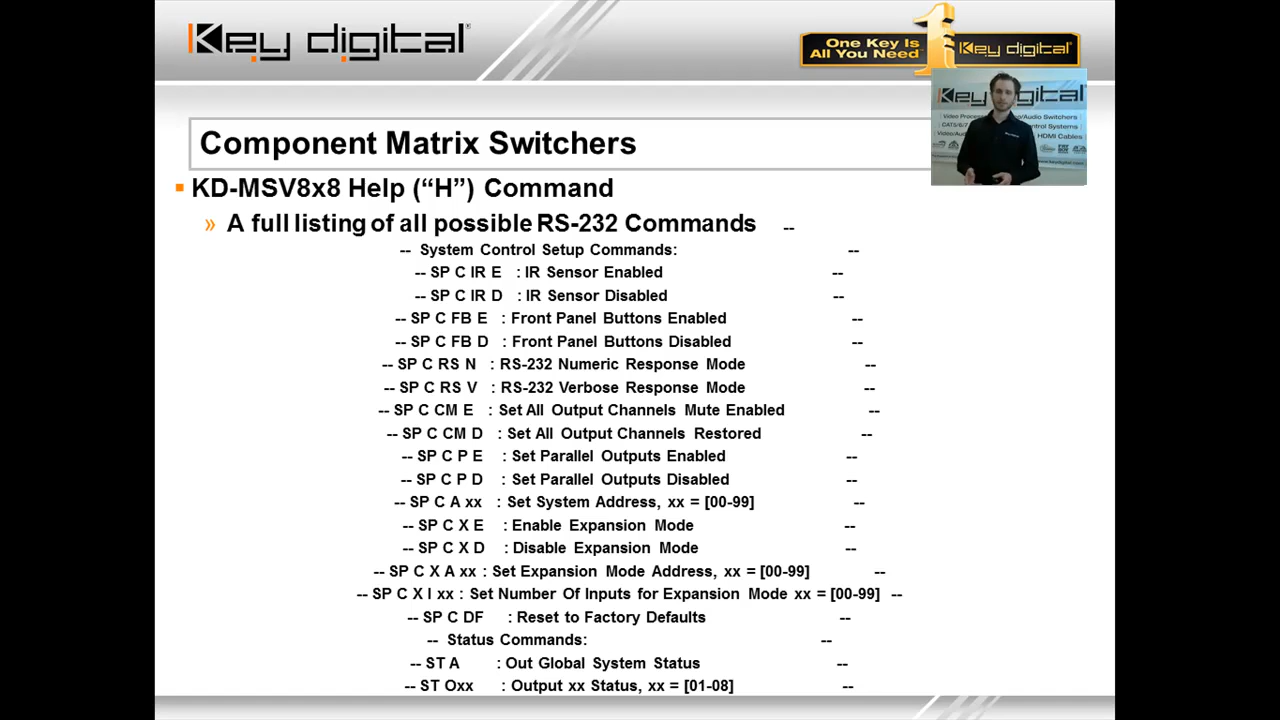 Key digital
One Key Is
All You Need
Key digital
Key digital
Component Matrix Switchers
KD-MSV8x8 Help (“H”) Command
» A full listing of all possible RS-232 Commands --
-- System Control Setup Commands: --
-- SP C IR E : IR Sensor Enabled --
-- SP C IR D : IR Sensor Disabled --
-- SP C FB E : Front Panel Buttons Enabled --
-- SP C FB D : Front Panel Buttons Disabled --
-- SP C RS N : RS-232 Numeric Response Mode --
-- SP C RS V : RS-232 Verbose Response Mode --
-- SP C CM E : Set All Output Channels Mute Enabled --
-- SP C CM D : Set All Output Channels Restored --
-- SP C P E : Set Parallel Outputs Enabled --
-- SP C P D : Set Parallel Outputs Disabled --
-- SP C A xx : Set System Address, xx = [00-99] --
-- SP C X E : Enable Expansion Mode --
-- SP C X D : Disable Expansion Mode --
-- SP C X A xx : Set Expansion Mode Address, xx = [00-99] --
-- SP C X I xx : Set Number Of Inputs for Expansion Mode xx = [00-99] --
-- SP C DF : Reset to Factory Defaults --
-- Status Commands: --
-- ST A : Out Global System Status --
-- ST Oxx : Output xx Status, xx = [01-08] --